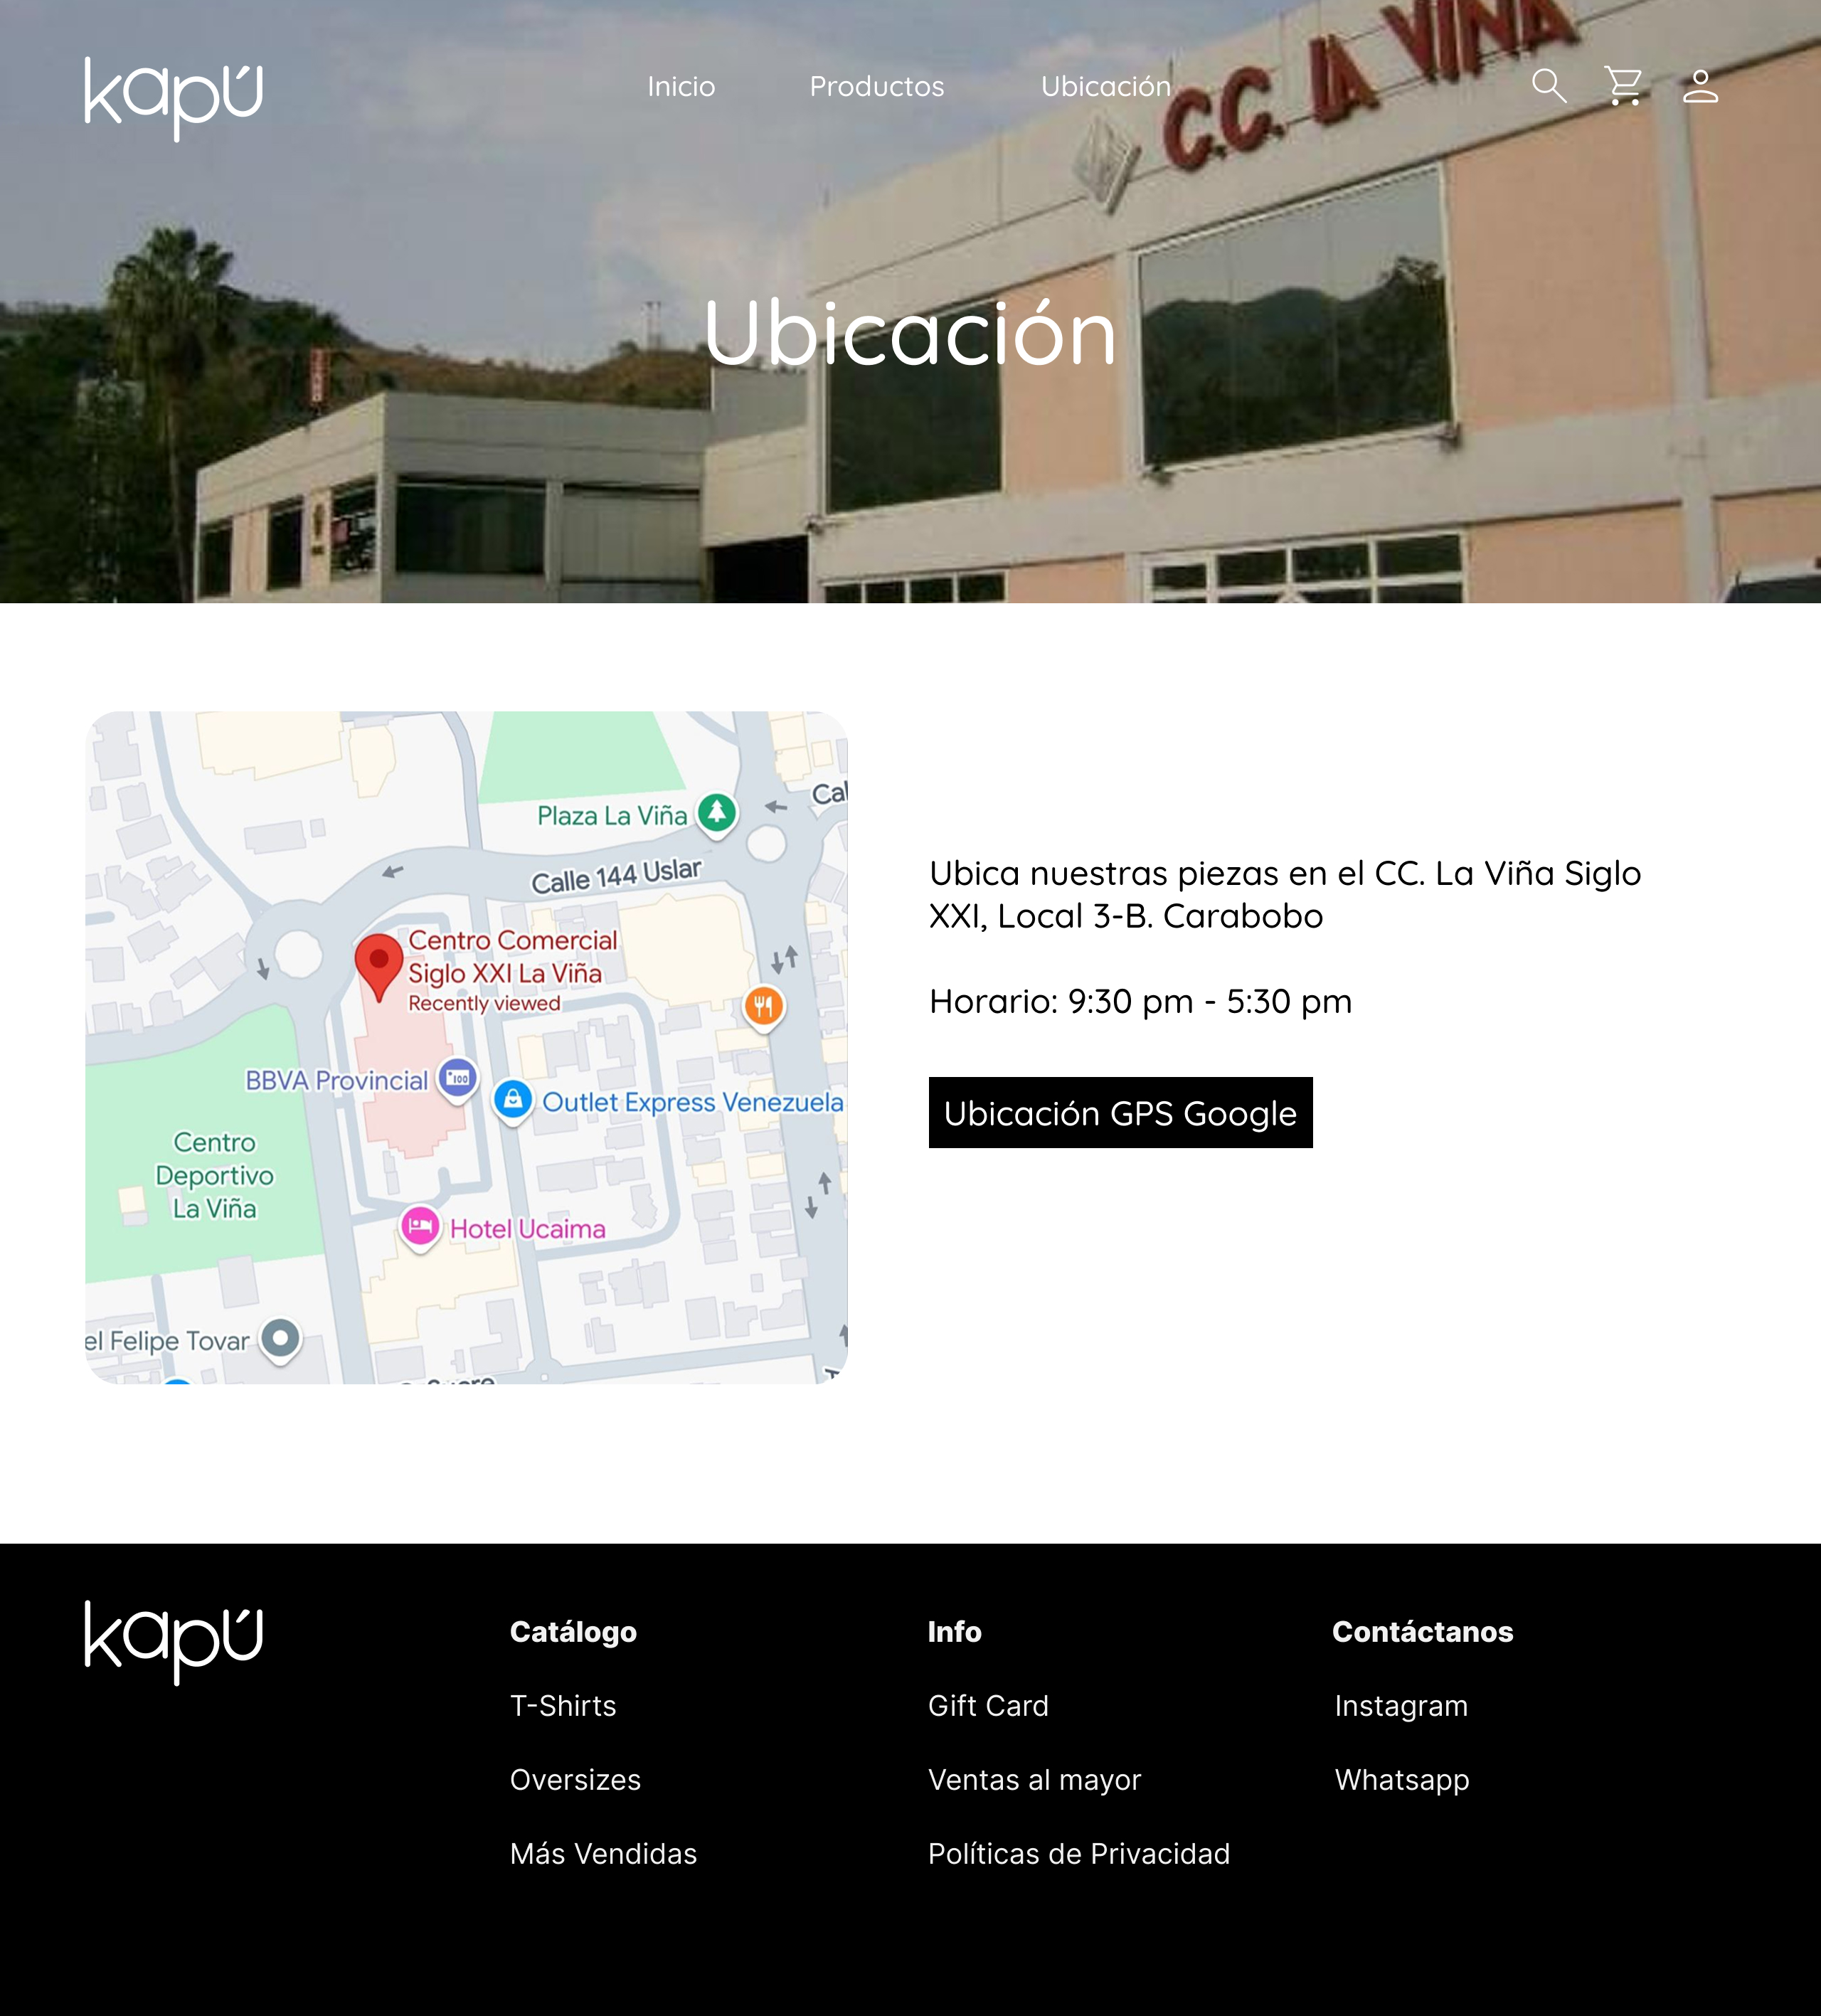 kapú
Inicio
Productos
Ubicación
C.C. LA VIÑA
Ubicación
Plaza La Viña
Calle 144 Uslar
Centro Comercial
Siglo XXI La Viña
Recently viewed
BBVA Provincial
Outlet Express Venezuela
Centro
Deportivo
La Viña
Hotel Ucaima
el Felipe Tovar
Ubica nuestras piezas en el CC. La Viña Siglo
XXI, Local 3-B. Carabobo
Horario: 9:30 pm - 5:30 pm
Ubicación GPS Google
kapú
Catálogo
T-Shirts
Oversizes
Más Vendidas
Info
Gift Card
Ventas al mayor
Políticas de Privacidad
Contáctanos
Instagram
Whatsapp